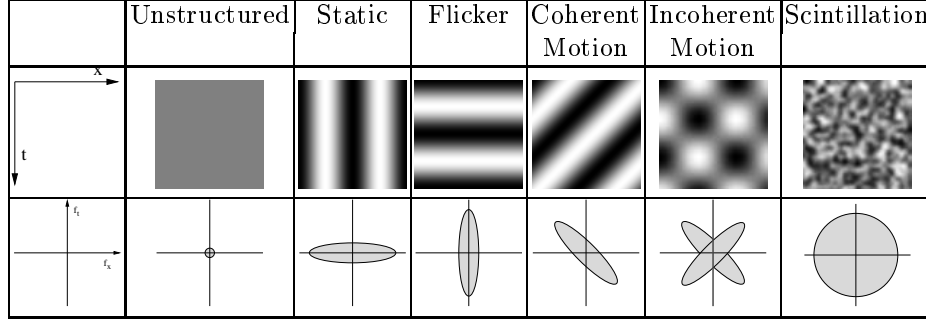 Unstructured Static Flicker Coherent Incoherent Scintillation
Motion Motion
x
t
f_t
f_x